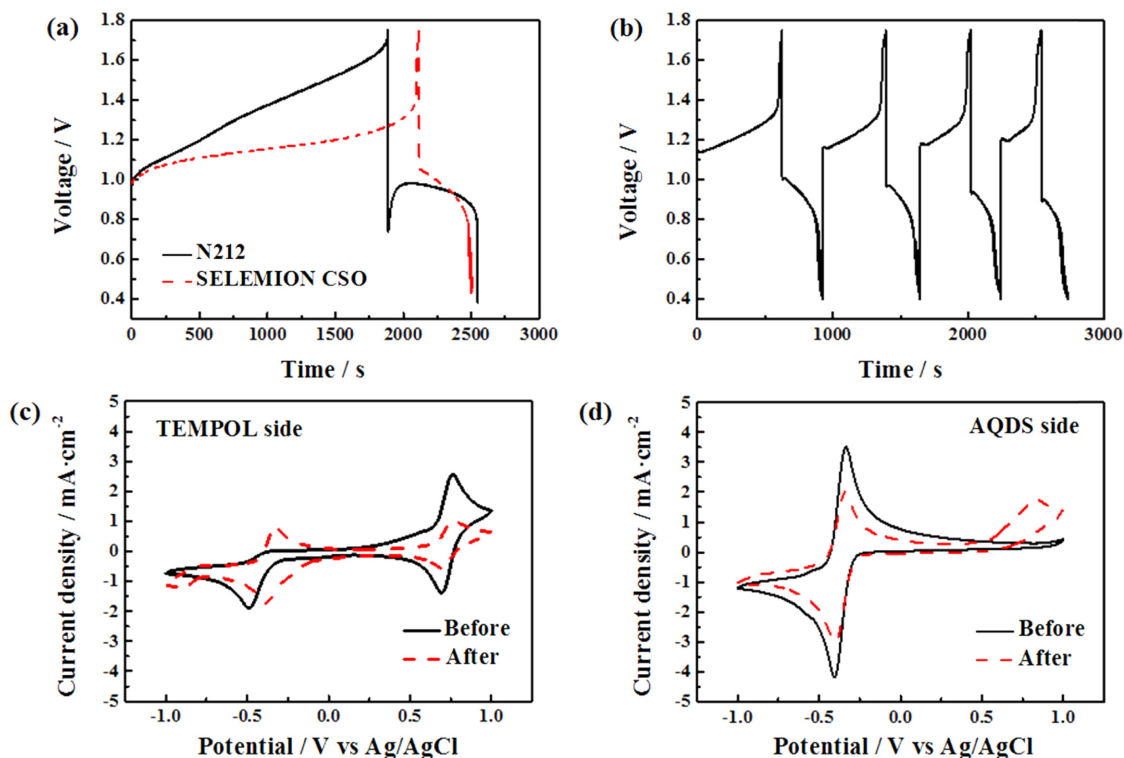 (a)
1.8
1.6
1.4
1.2
1.0
0.8
0.6
0.4
Voltage / V
N212
SELEMION CSO
0 500 1000 1500 2000 2500 3000
Time / s
(b)
1.8
1.6
1.4
1.2
1.0
0.8
0.6
0.4
Voltage / V
0 1000 2000 3000
Time / s
(c)
TEMPOL side
5
4
3
2
1
0
-1
-2
-3
-4
-5
Current density / mA·cm-2
Before
After
-1.0 -0.5 0.0 0.5 1.0
Potential / V vs Ag/AgCl
(d)
AQDS side
5
4
3
2
1
0
-1
-2
-3
-4
-5
Current density / mA·cm-2
Before
After
-1.0 -0.5 0.0 0.5 1.0
Potential / V vs Ag/AgCl